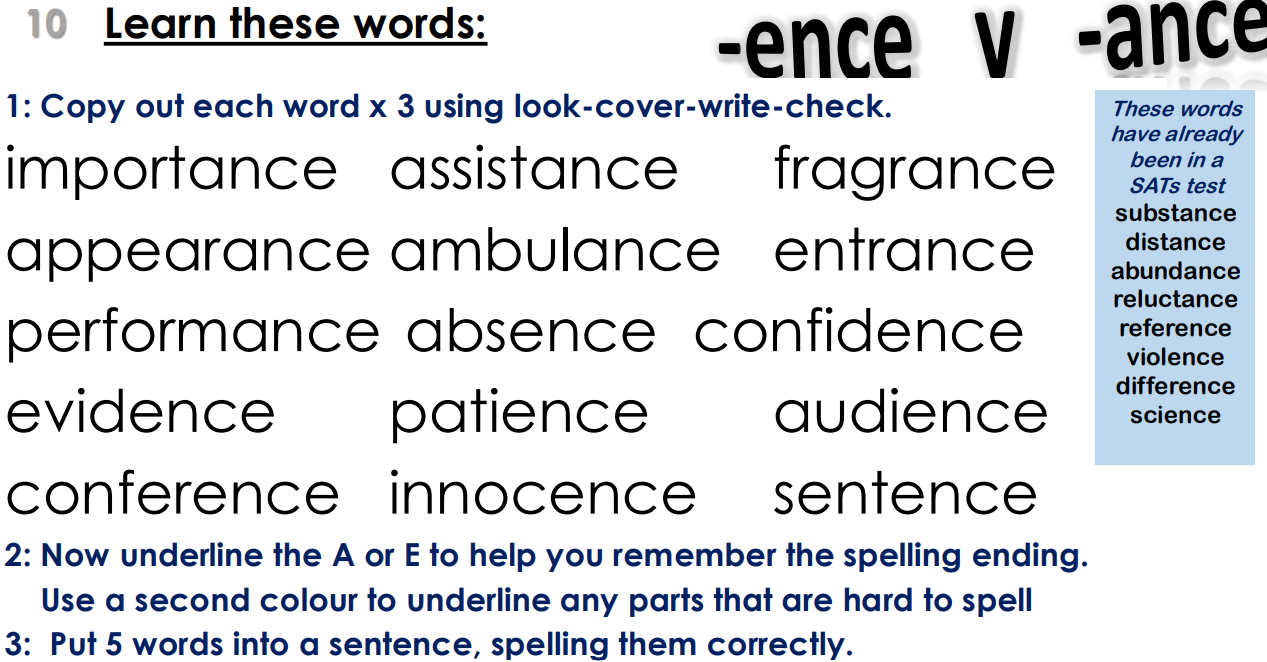 10 Learn these words:
-ence V -ance
1: Copy out each word x 3 using look-cover-write-check.
importance assistance fragrance
appearance ambulance entrance
performance absence confidence
evidence patience audience
conference innocence sentence
2: Now underline the A or E to help you remember the spelling ending.
Use a second colour to underline any parts that are hard to spell
3: Put 5 words into a sentence, spelling them correctly.
These words
have already
been in a
SATs test
substance
distance
abundance
reluctance
reference
violence
difference
science